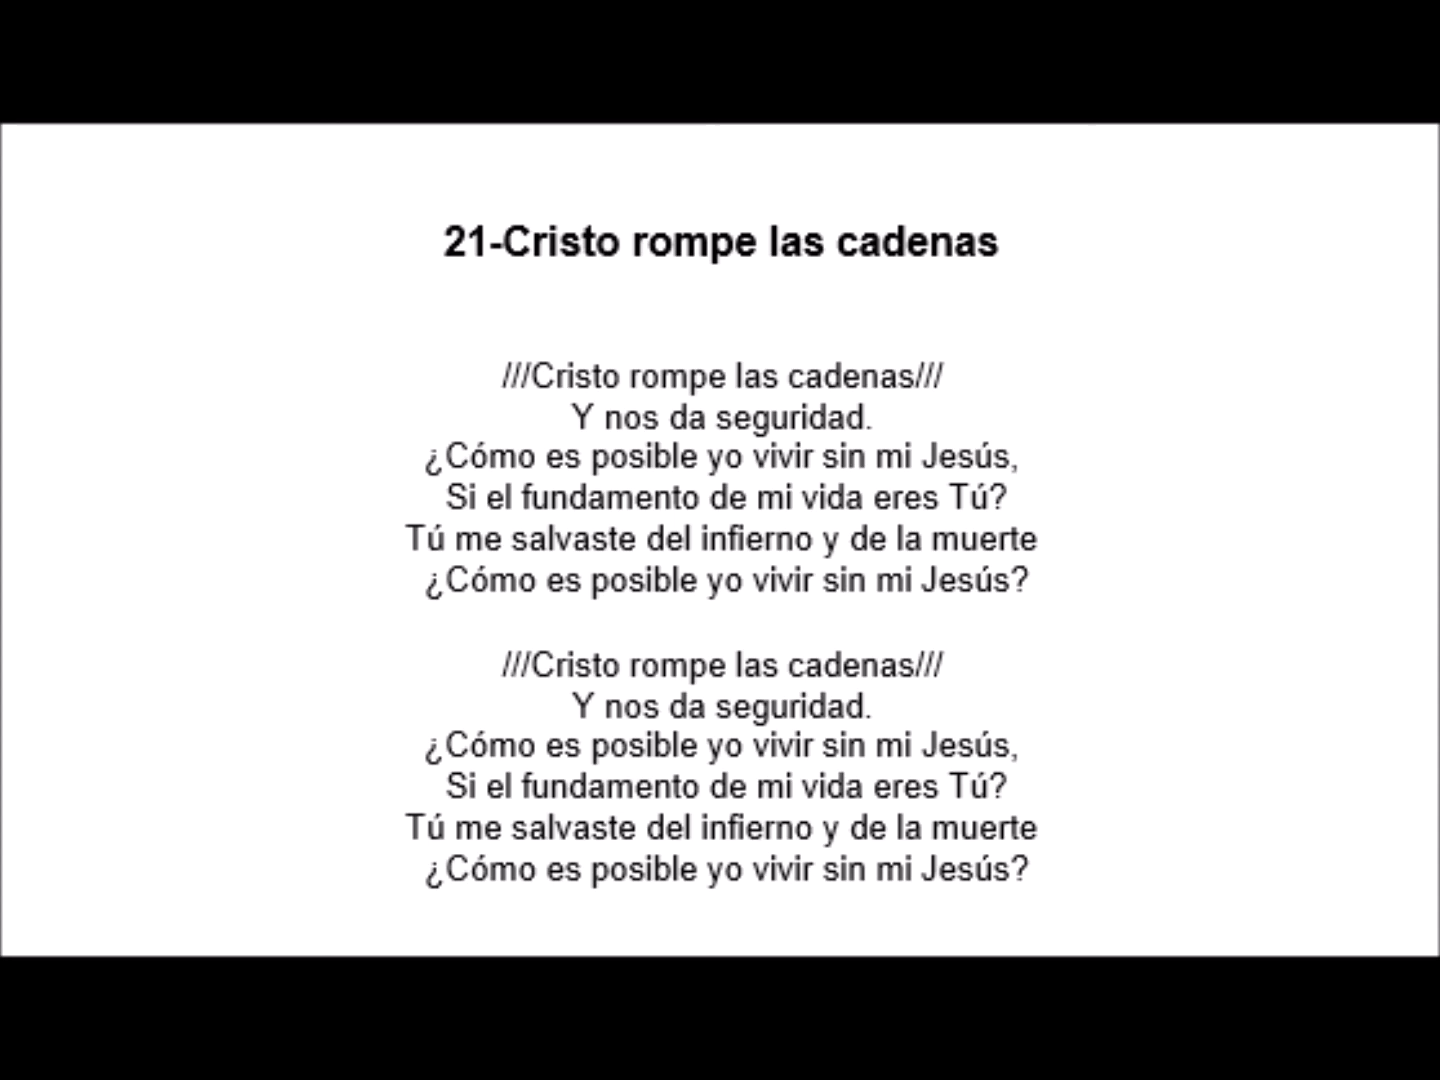 21-Cristo rompe las cadenas
///Cristo rompe las cadenas///
Y nos da seguridad.
¿Cómo es posible yo vivir sin mi Jesús,
Si el fundamento de mi vida eres Tú?
Tú me salvaste del infierno y de la muerte
¿Cómo es posible yo vivir sin mi Jesús?
///Cristo rompe las cadenas///
Y nos da seguridad.
¿Cómo es posible yo vivir sin mi Jesús,
Si el fundamento de mi vida eres Tú?
Tú me salvaste del infierno y de la muerte
¿Cómo es posible yo vivir sin mi Jesús?